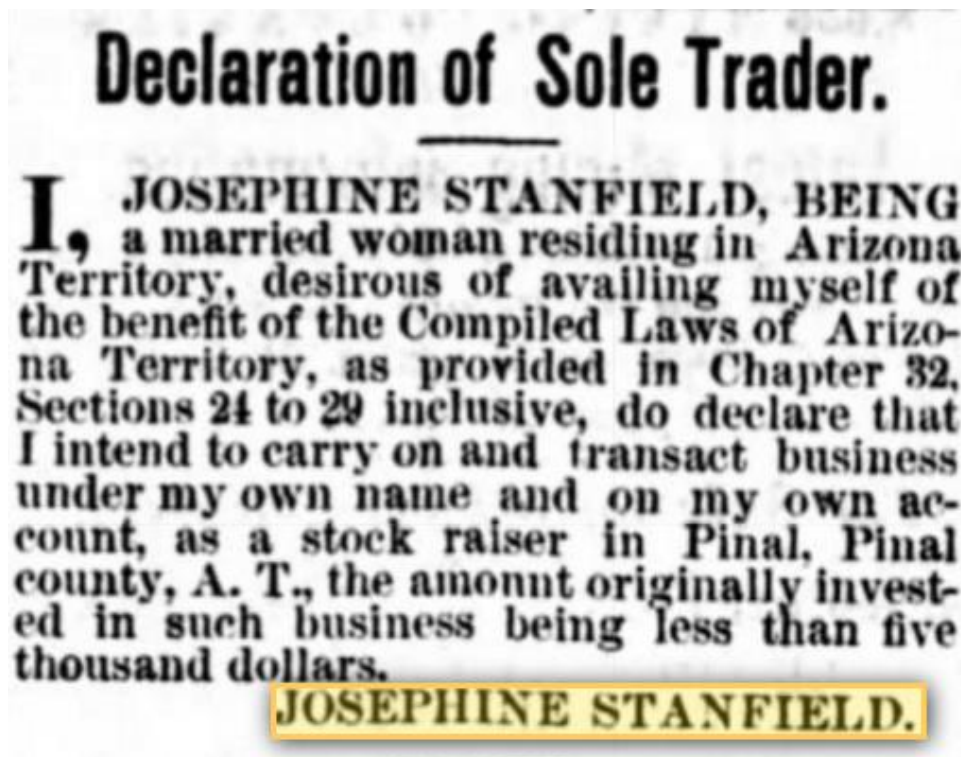 Declaration of Sole Trader.
I, JOSEPHINE STANFIELD, BEING
a married woman residing in Arizona
Territory, desirous of availing myself of
the benefit of the Compiled Laws of Arizo-
na Territory, as provided in Chapter 32,
Sections 24 to 29 inclusive, do declare that
I intend to carry on and transact business
under my own name and on my own ac-
count, as a stock raiser in Pinal, Pinal
county, A. T., the amonnt originally invest-
ed in such business being less than five
thousand dollars.
JOSEPHINE STANFIELD.